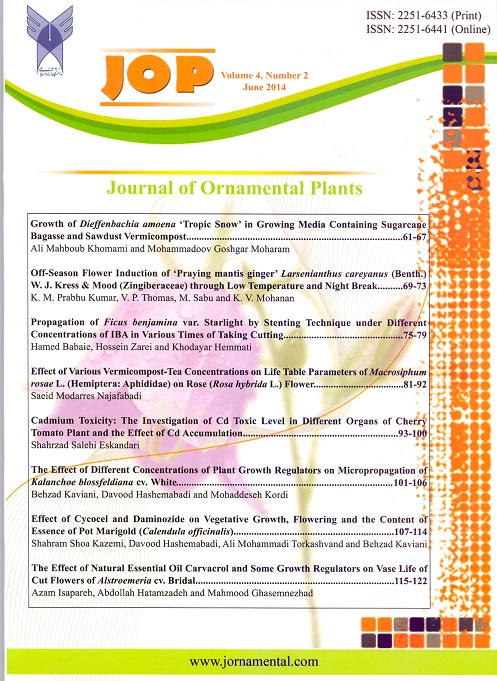 ISSN: 2251-6433 (Print)
ISSN: 2251-6441 (Online)
JOP
Volume 4, Number 2
June 2014
Journal of Ornamental Plants
Growth of Dieffenbachia amoena ‘Tropic Snow’ in Growing Media Containing Sugarcane
Bagasse and Sawdust Vermicompost....................................................................61-67
Ali Mahboub Khomami and Mohammadoov Goshgar Moharam
Off-Season Flower Induction of ‘Praying mantis ginger’ Larsenianthus careyanus (Benth.)
W. J. Kress & Mood (Zingiberaceae) through Low Temperature and Night Break..........69-73
K. M. Prabhu Kumar, V. P. Thomas, M. Sabu and K. V. Mohanan
Propagation of Ficus benjamina var. Starlight by Stenting Technique under Different
Concentrations of IBA in Various Times of Taking Cutting......................................75-79
Hamed Babaie, Hossein Zarei and Khodayar Hemmati
Effect of Various Vermicompost-Tea Concentrations on Life Table Parameters of Macrosiphum
rosae L. (Hemiptera: Aphididae) on Rose (Rosa hybrida L.) Flower............................81-92
Saeid Modarres Najafabadi
Cadmium Toxicity: The Investigation of Cd Toxic Level in Different Organs of Cherry
Tomato Plant and the Effect of Cd Accumulation...............................................93-100
Shahrzad Salehi Eskandari
The Effect of Different Concentrations of Plant Growth Regulators on Micropropagation of
Kalanchoe blossfeldiana cv. White.................................................................101-106
Behzad Kaviani, Davood Hashemabadi and Mohaddeseh Kordi
Effect of Cycocel and Daminozide on Vegetative Growth, Flowering and the Content of
Essence of Pot Marigold (Calendula officinalis).................................................107-114
Shahram Shoa Kazemi, Davood Hashemabadi, Ali Mohammadi Torkashvand and Behzad Kaviani
The Effect of Natural Essential Oil Carvacrol and Some Growth Regulators on Vase Life of
Cut Flowers of Alstroemeria cv. Bridal............................................................115-122
Azam Isapareh, Abdollah Hatamzadeh and Mahmood Ghasemnezhad
www.jornamental.com